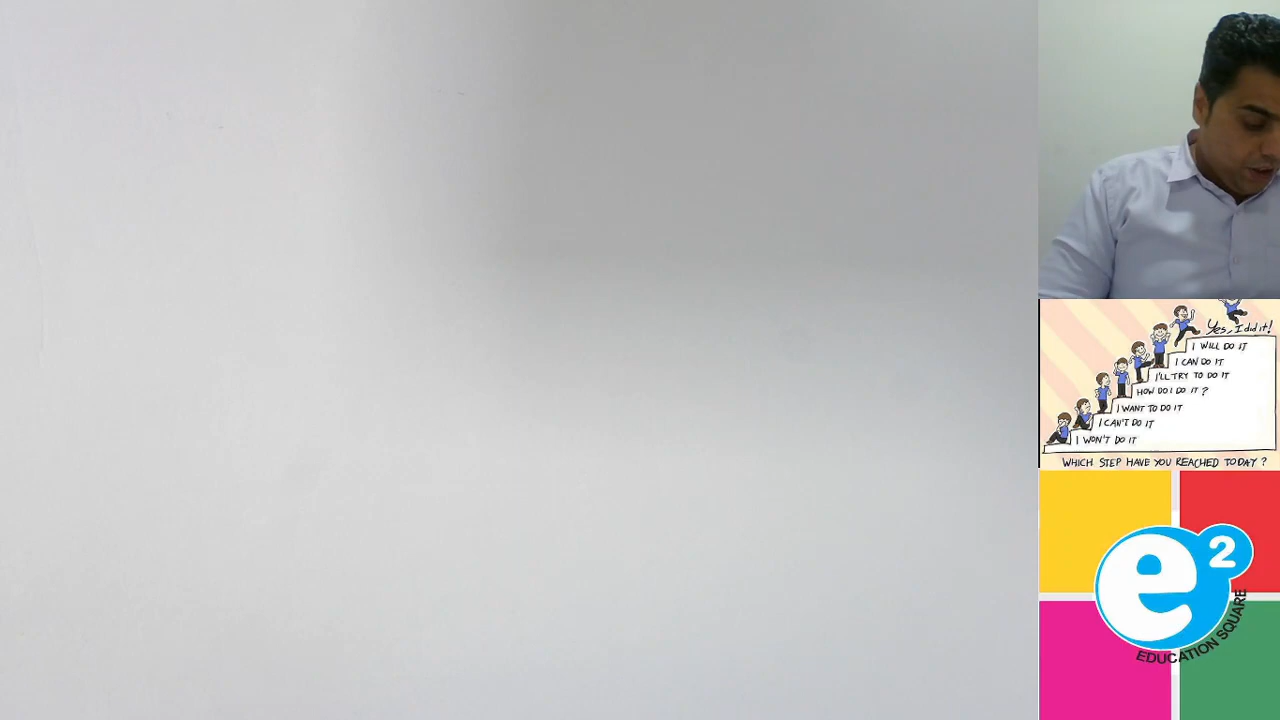 Yes, I did it!
I WILL DO IT
I CAN DO IT
I'LL TRY TO DO IT
HOW DO I DO IT ?
I WANT TO DO IT
I CAN'T DO IT
I WON'T DO IT
WHICH STEP HAVE YOU REACHED TODAY ?
e2
EDUCATION SQUARE